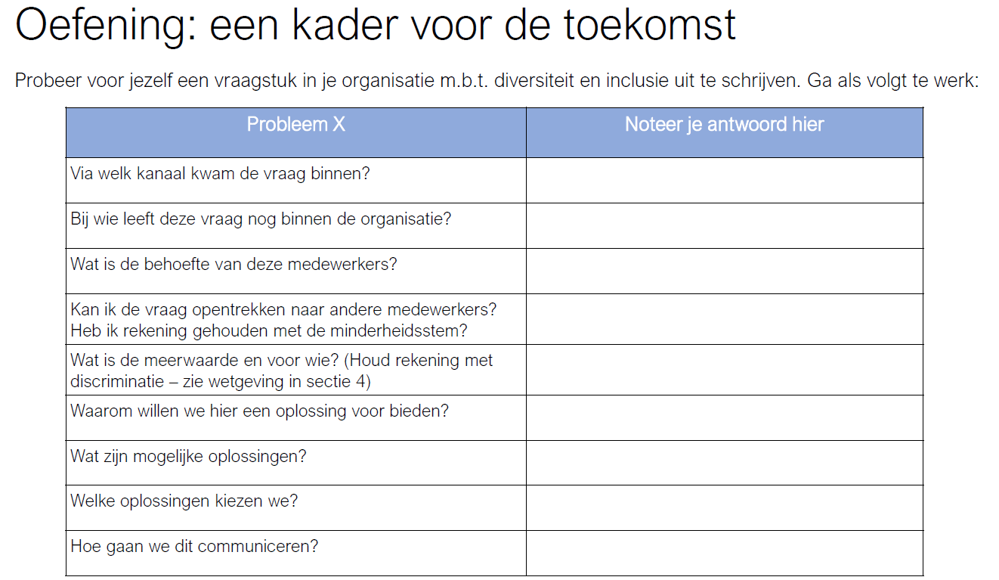 Oefening: een kader voor de toekomst
Probeer voor jezelf een vraagstuk in je organisatie m.b.t. diversiteit en inclusie uit te schrijven. Ga als volgt te werk:
Probleem X
Noteer je antwoord hier
Via welk kanaal kwam de vraag binnen?
Bij wie leeft deze vraag nog binnen de organisatie?
Wat is de behoefte van deze medewerkers?
Kan ik de vraag opentrekken naar andere medewerkers?
Heb ik rekening gehouden met de minderheidsstem?
Wat is de meerwaarde en voor wie? (Houd rekening met
discriminatie – zie wetgeving in sectie 4)
Waarom willen we hier een oplossing voor bieden?
Wat zijn mogelijke oplossingen?
Welke oplossingen kiezen we?
Hoe gaan we dit communiceren?